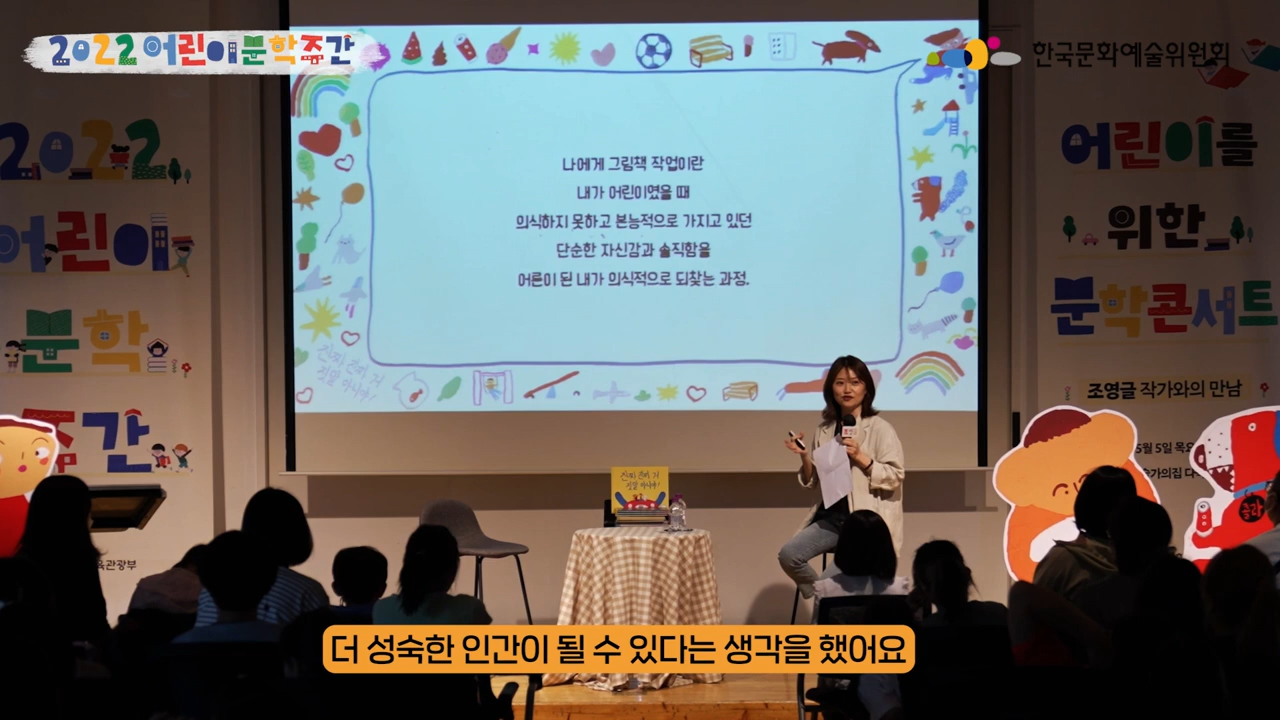 2022 어린이문학주간
한국문화예술위원회
나에게 그림책 작업이란
내가 어린이였을 때
의식하지 못하고 본능적으로 가지고 있던
단순한 자신감과 솔직함을
어른이 된 내가 의식적으로 되찾는 과정.
2022
어린이
문학
주간
어린이를
위한
문학콘서트
조영글 작가와의 만남
5월 5일 목요
더 성숙한 인간이 될 수 있다는 생각을 했어요